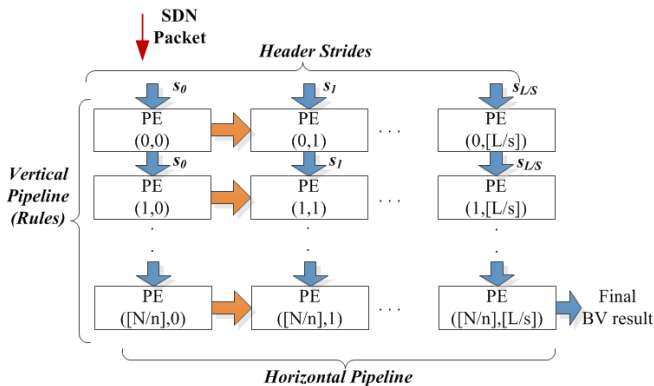 SDN
Packet
Header Strides
s0 s1 sL/S
PE PE PE
(0,0) (0,1) . . . (0,[L/s])
s0 s1 sL/S
Vertical
Pipeline
(Rules)
PE PE PE
(1,0) (1,1) . . . (1,[L/s])
PE PE PE
([N/n],0) ([N/n],1) . . . ([N/n],[L/s])
Final
BV result
Horizontal Pipeline